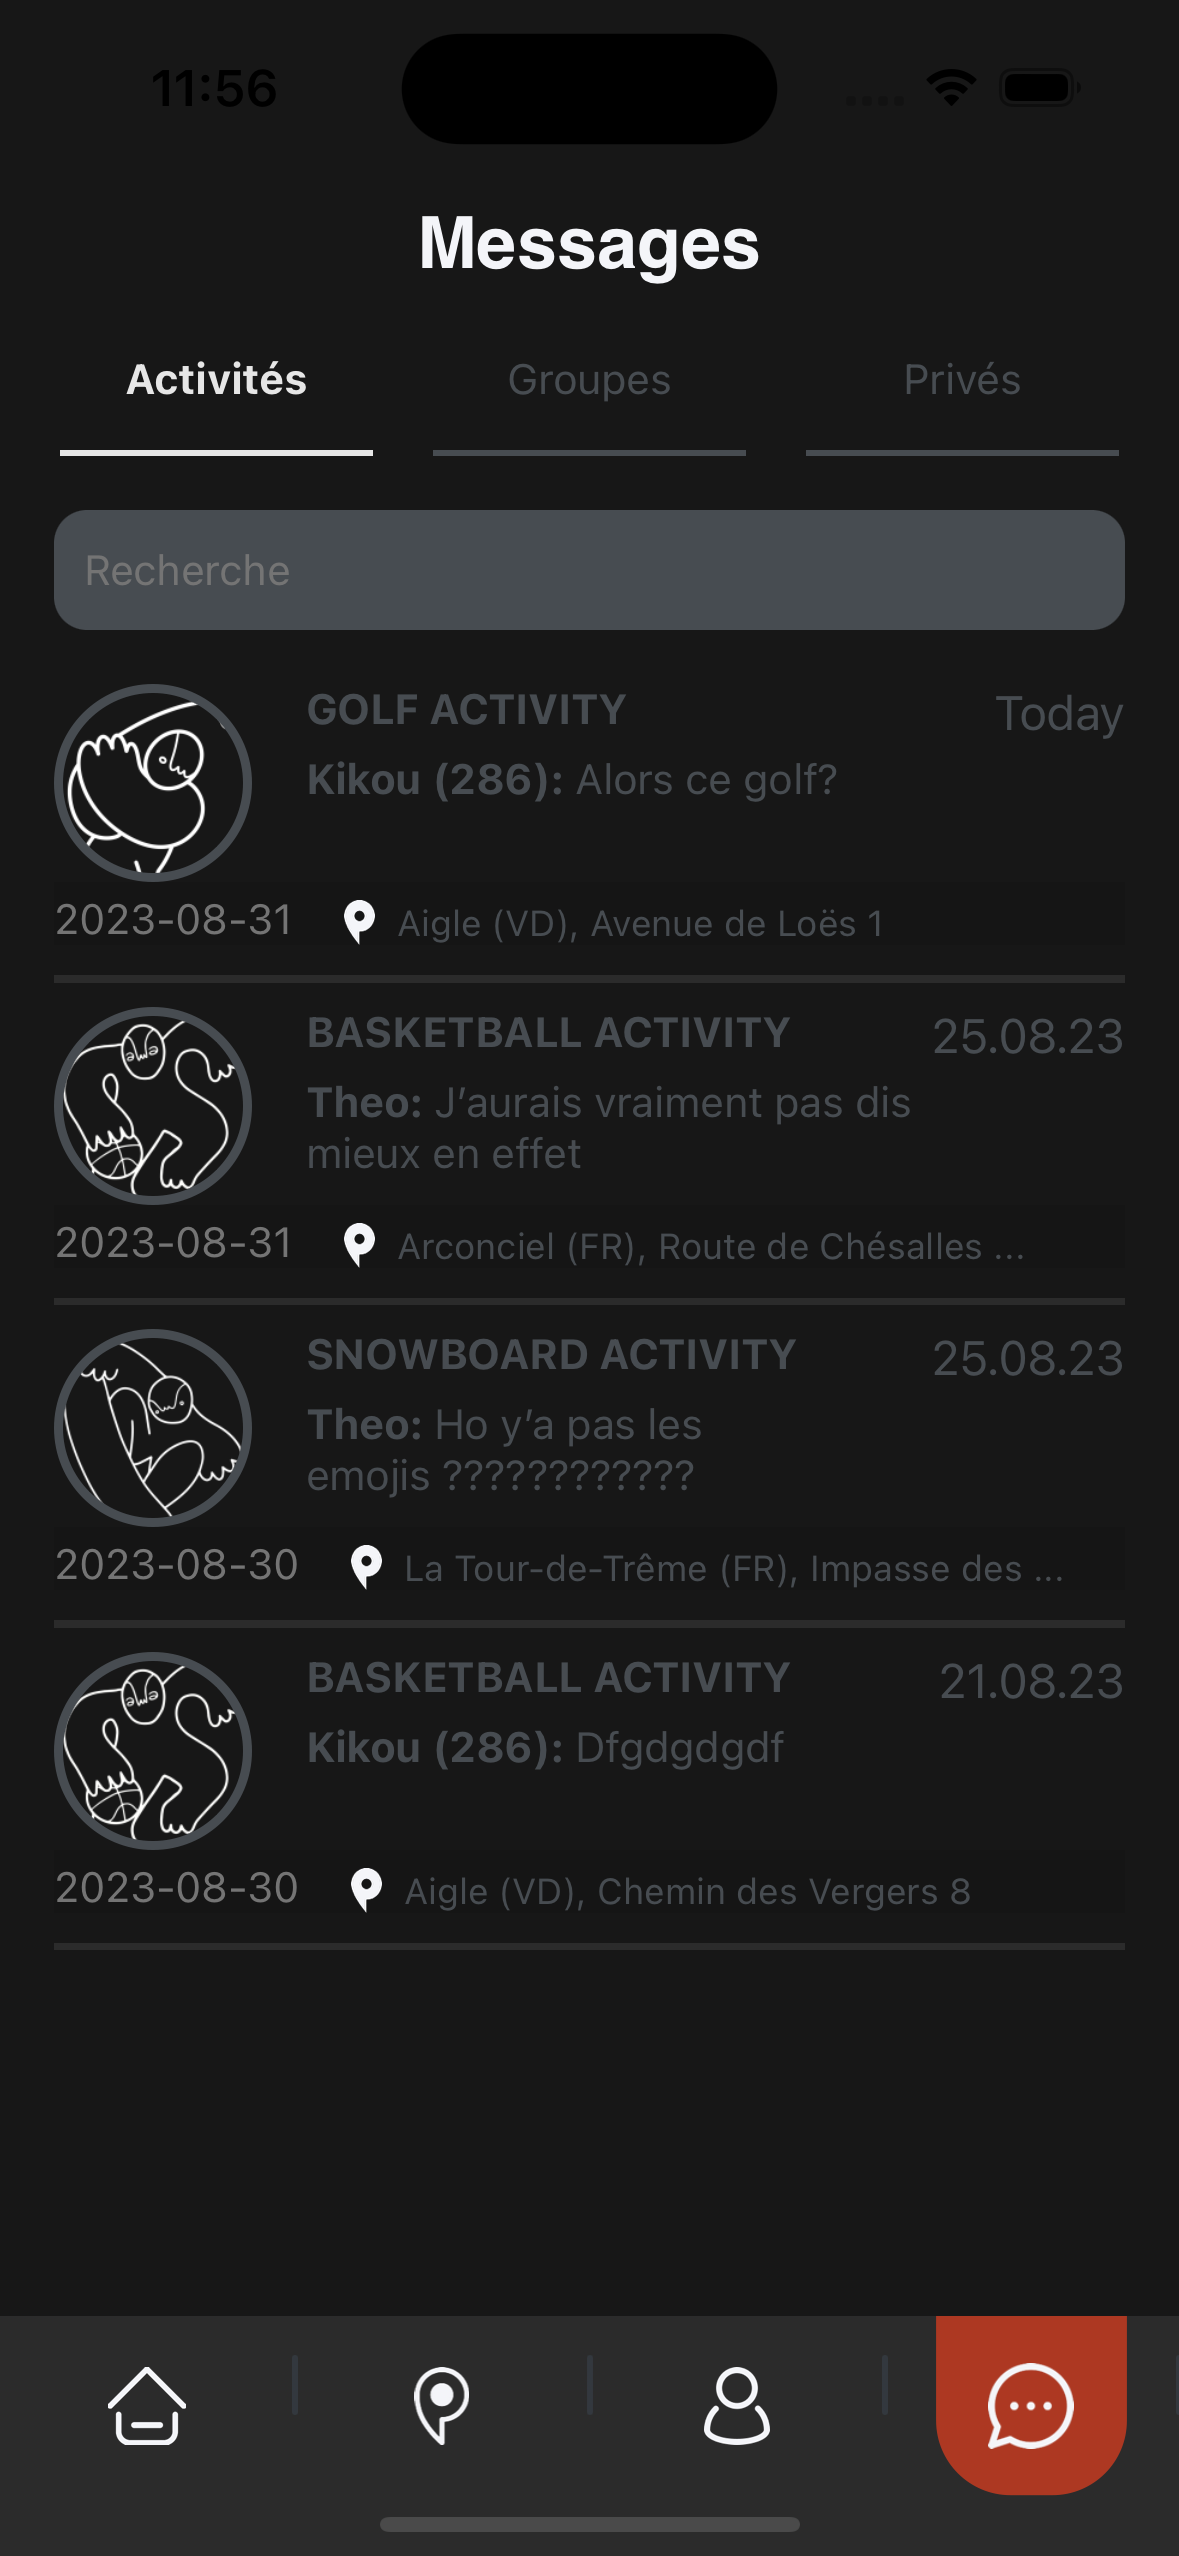 11:56
Messages
Activités
Groupes
Privés
Recherche
GOLF ACTIVITY
Today
Kikou (286): Alors ce golf?
2023-08-31
Aigle (VD), Avenue de Loës 1
BASKETBALL ACTIVITY
25.08.23
Theo: J’aurais vraiment pas dis
mieux en effet
2023-08-31
Arconciel (FR), Route de Chésalles ...
SNOWBOARD ACTIVITY
25.08.23
Theo: Ho y’a pas les
emojis ????????????
2023-08-30
La Tour-de-Trême (FR), Impasse des ...
BASKETBALL ACTIVITY
21.08.23
Kikou (286): Dfgdgdgdf
2023-08-30
Aigle (VD), Chemin des Vergers 8